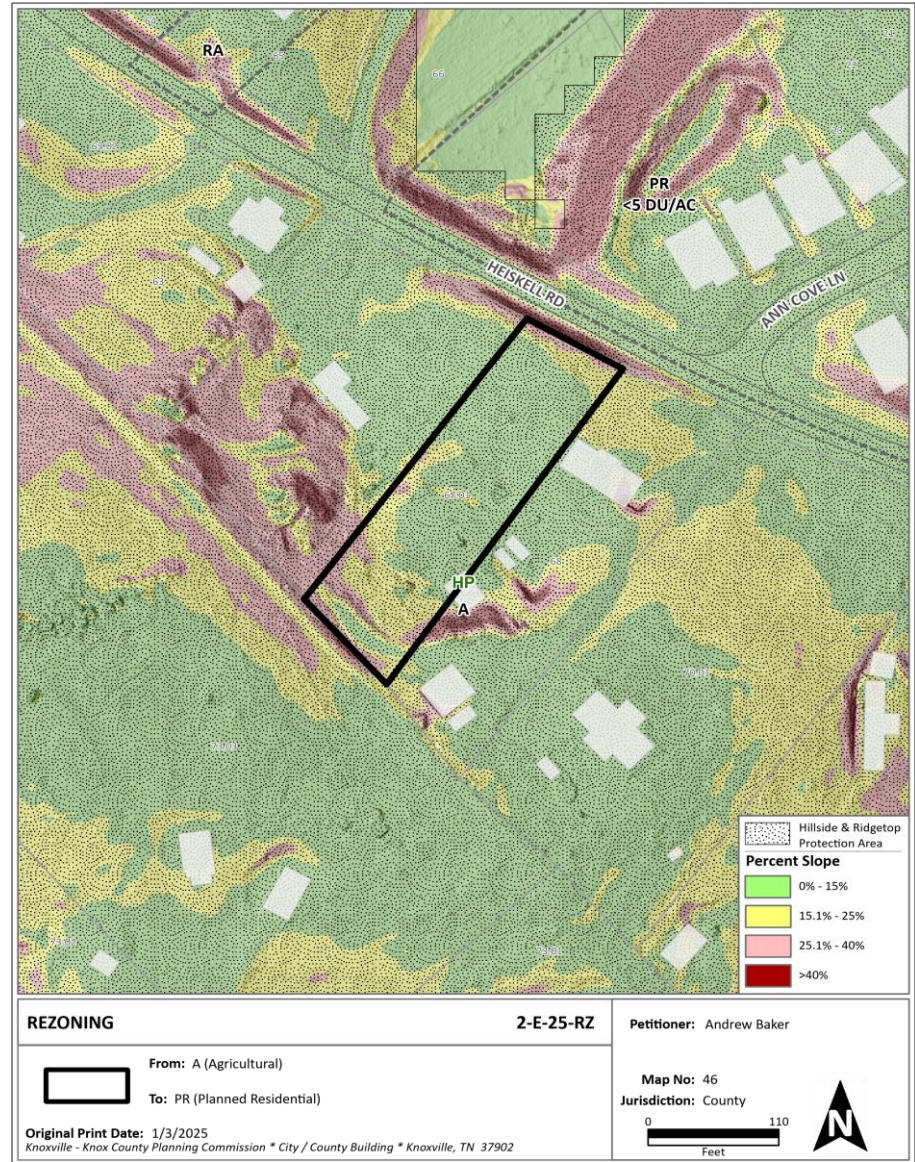 RA
66
PR
<5 DU/AC
HEISKELL RD
ANN COVE LN
63
HP
A
Hillside & Ridgetop
Protection Area
Percent Slope
0% - 15%
15.1% - 25%
25.1% - 40%
>40%
REZONING
2-E-25-RZ
From: A (Agricultural)
To: PR (Planned Residential)
Original Print Date: 1/3/2025
Knoxville - Knox County Planning Commission * City / County Building * Knoxville, TN 37902
Petitioner: Andrew Baker
Map No: 46
Jurisdiction: County
0 110
Feet
N